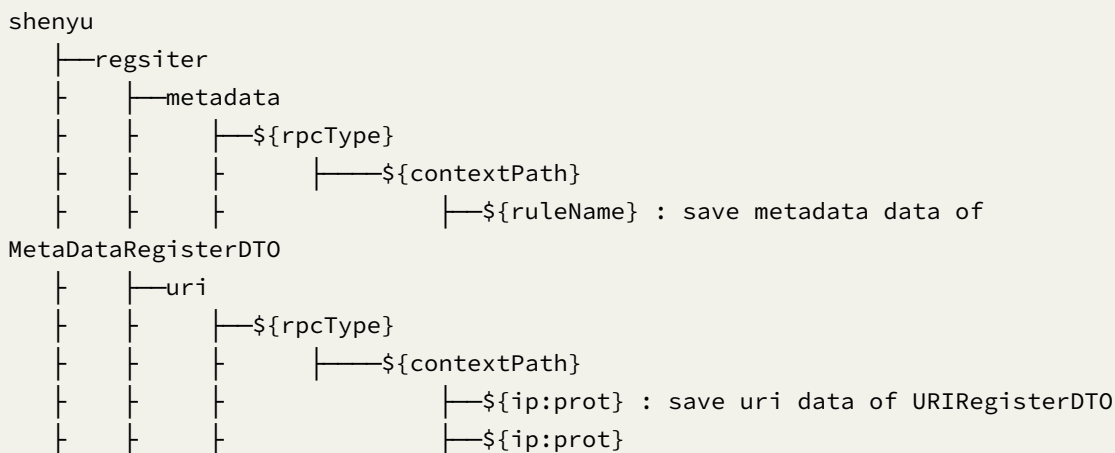 shenyu
   ├──regsiter
   ├    ├──metadata
   ├    ├     ├──${rpcType}
   ├    ├     ├      ├────${contextPath}
   ├    ├     ├               ├──${ruleName} : save metadata data of
MetaDataRegisterDTO
   ├    ├──uri
   ├    ├     ├──${rpcType}
   ├    ├     ├      ├────${contextPath}
   ├    ├     ├               ├──${ip:prot} : save uri data of URIRegisterDTO
   ├    ├     ├               ├──${ip:prot}